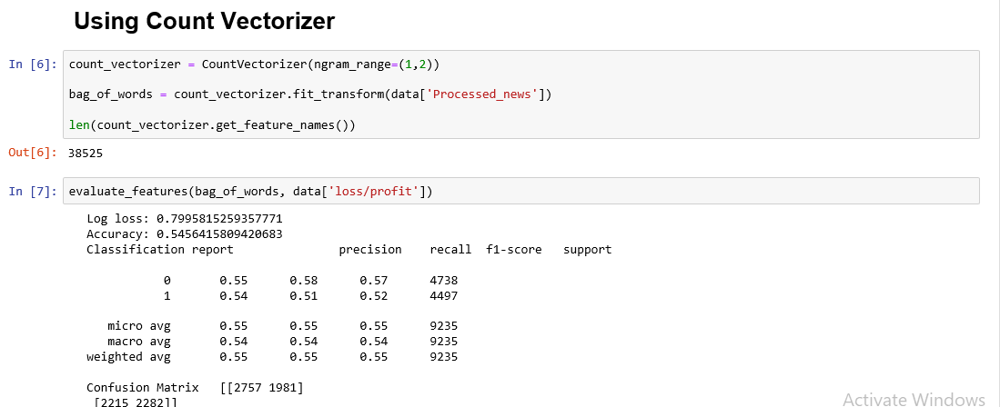 Using Count Vectorizer
In [6]: count_vectorizer = CountVectorizer(ngram_range=(1,2))
bag_of_words = count_vectorizer.fit_transform(data['Processed_news'])
len(count_vectorizer.get_feature_names())
Out[6]: 38525
In [7]: evaluate_features(bag_of_words, data['loss/profit'])
Log loss: 0.7995815259357771
Accuracy: 0.5456415809420683
Classification report precision recall f1-score support
0 0.55 0.58 0.57 4738
1 0.54 0.51 0.52 4497
micro avg 0.55 0.55 0.55 9235
macro avg 0.54 0.54 0.54 9235
weighted avg 0.55 0.55 0.55 9235
Confusion Matrix [[2757 1981]
[2215 2282]]
Activate Windows